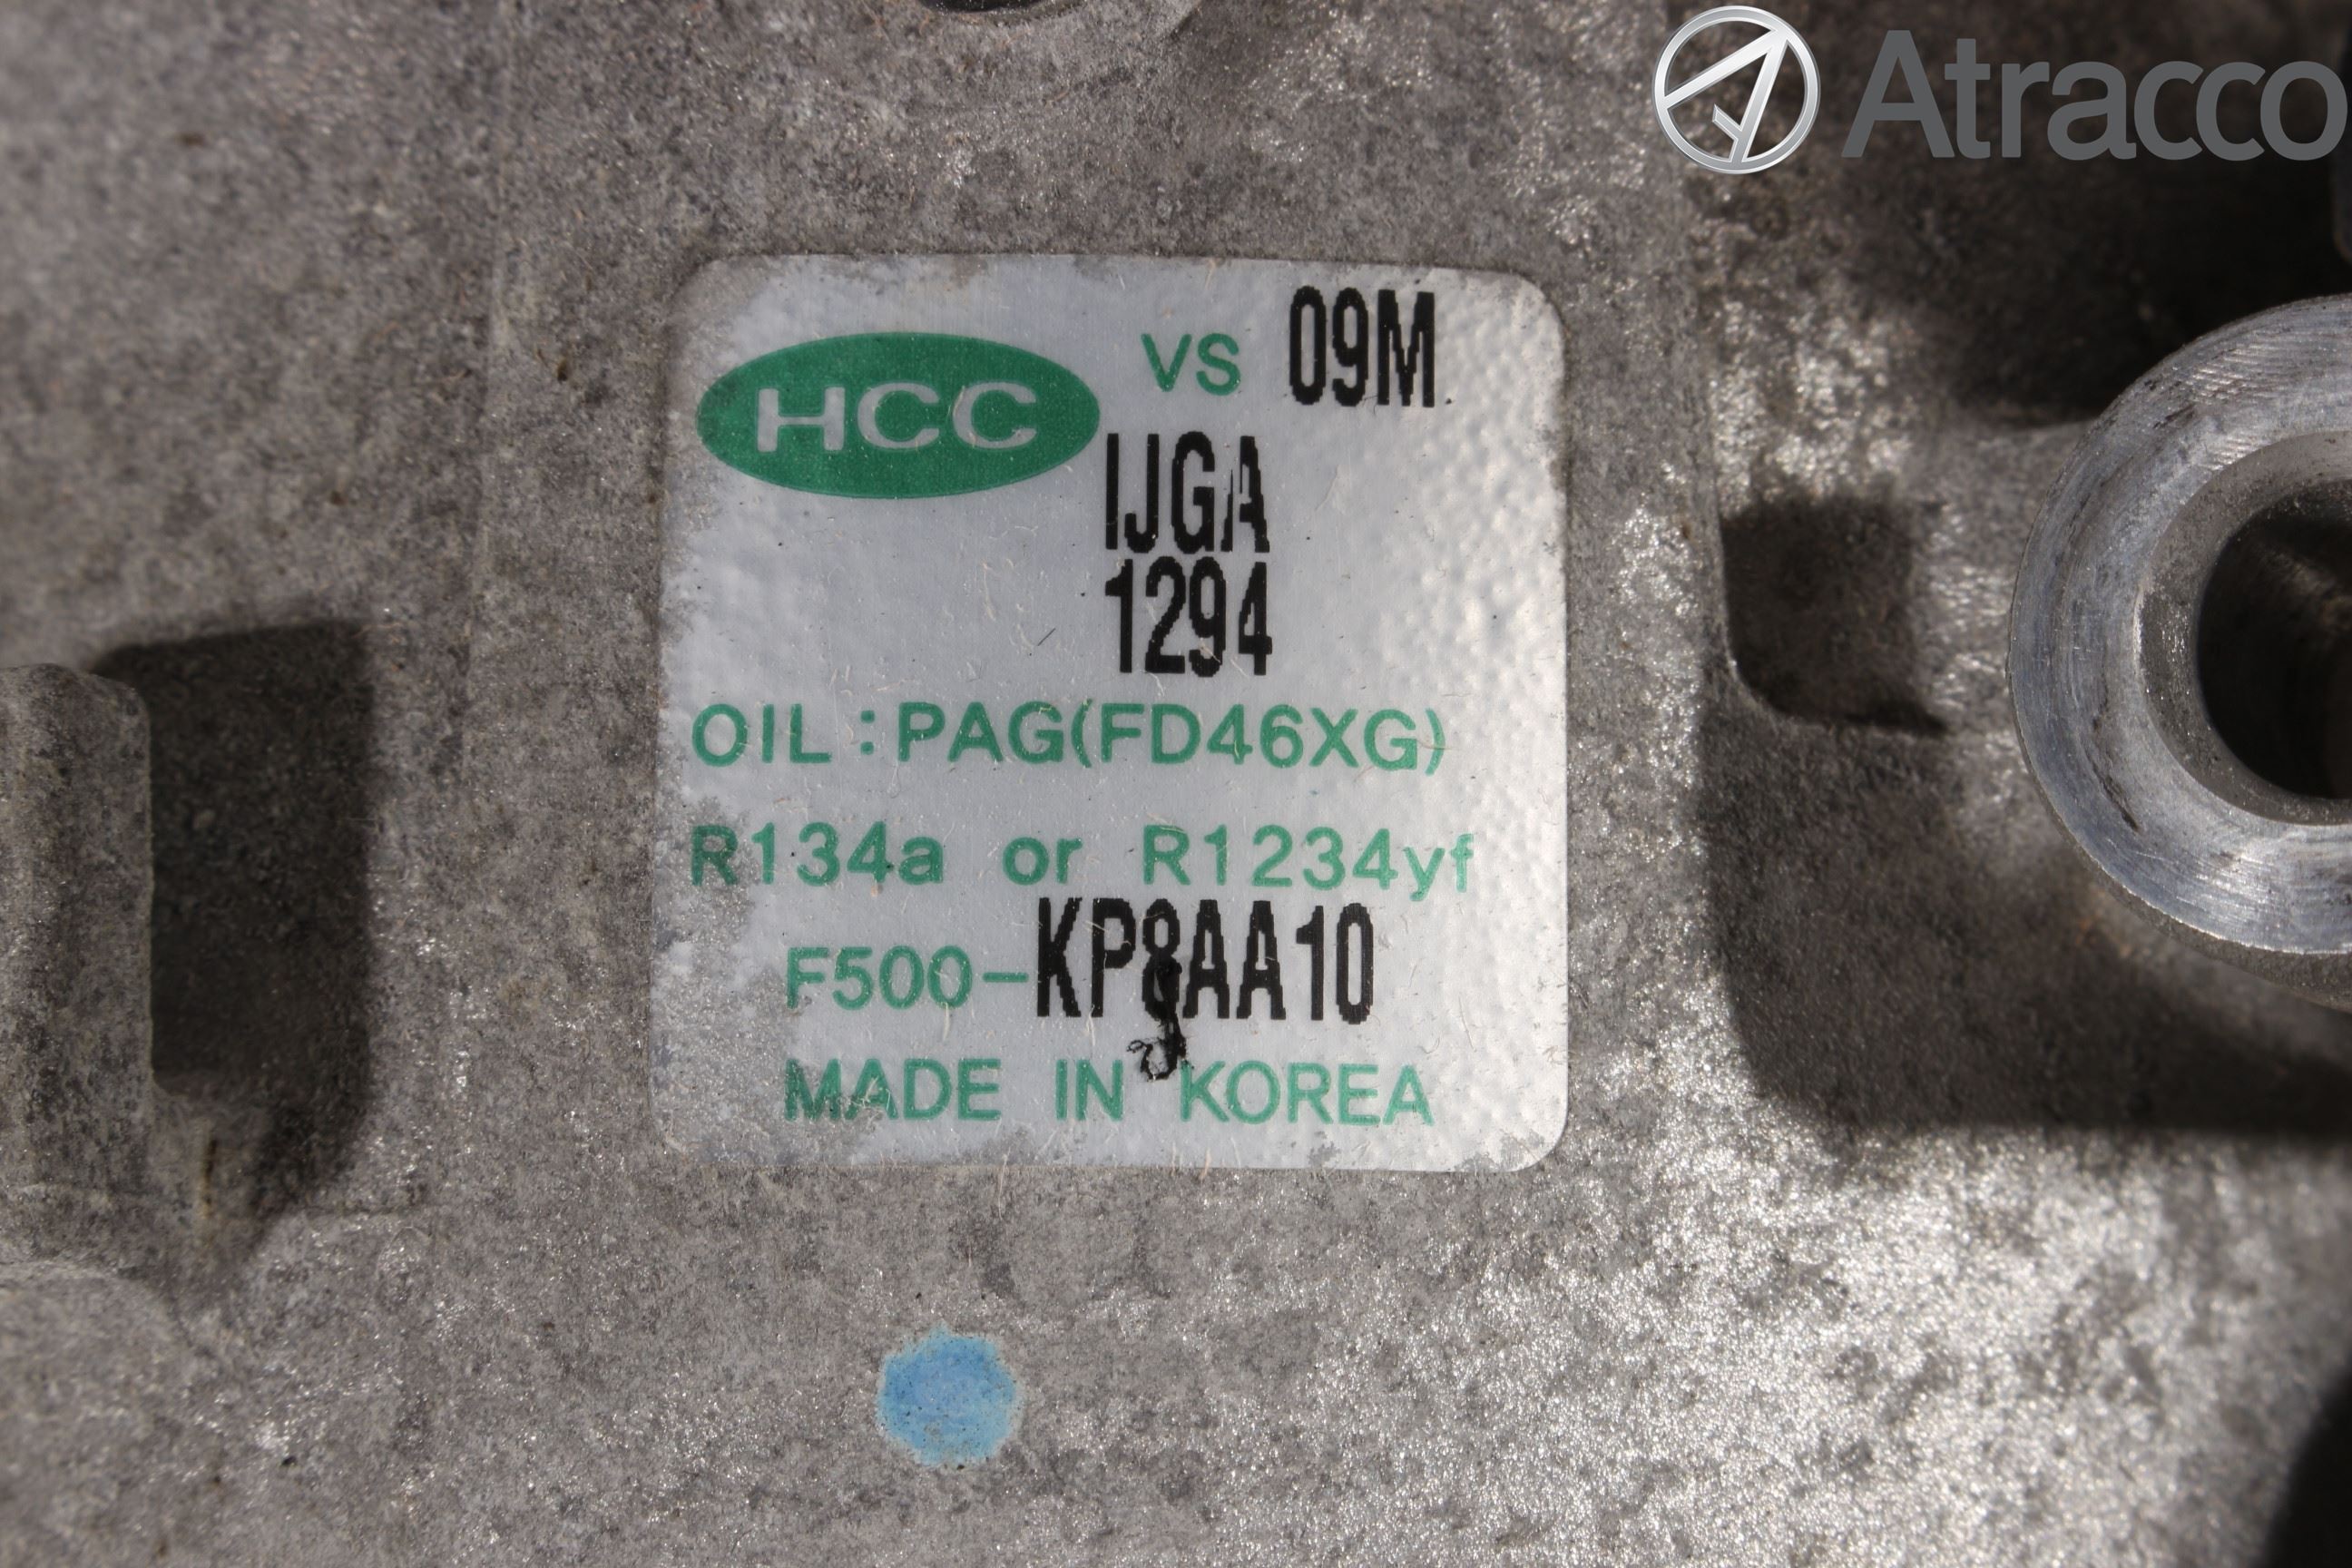 Atracco
HCC VS 09M
IJGA
1294
OIL:PAG(FD46XG)
R134a or R1234yf
F500-KP8AA10
MADE IN KOREA